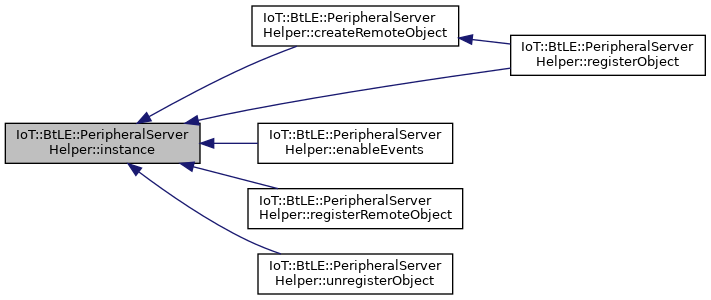 IoT::BtLE::PeripheralServer
Helper::createRemoteObject
IoT::BtLE::PeripheralServer
Helper::registerObject
IoT::BtLE::PeripheralServer
Helper::instance
IoT::BtLE::PeripheralServer
Helper::enableEvents
IoT::BtLE::PeripheralServer
Helper::registerRemoteObject
IoT::BtLE::PeripheralServer
Helper::unregisterObject